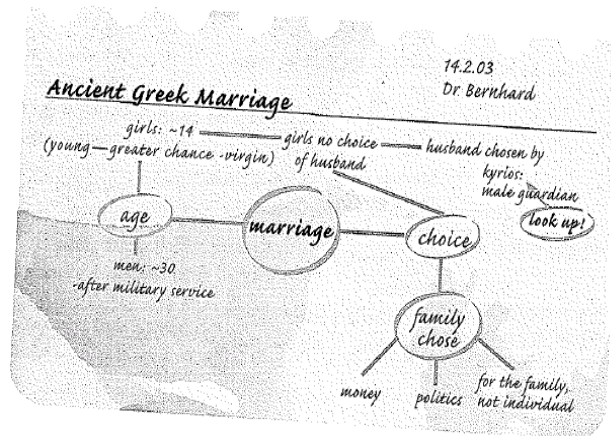 14.2.03
Dr Bernhard
Ancient Greek Marriage
girls: ~14
(young—greater chance -virgin)
girls no choice
of husband
husband chosen by
kyrios:
male guardian
look up!
age
marriage
choice
men: ~30
-after military service
family
chose
money
politics
for the family,
not individual